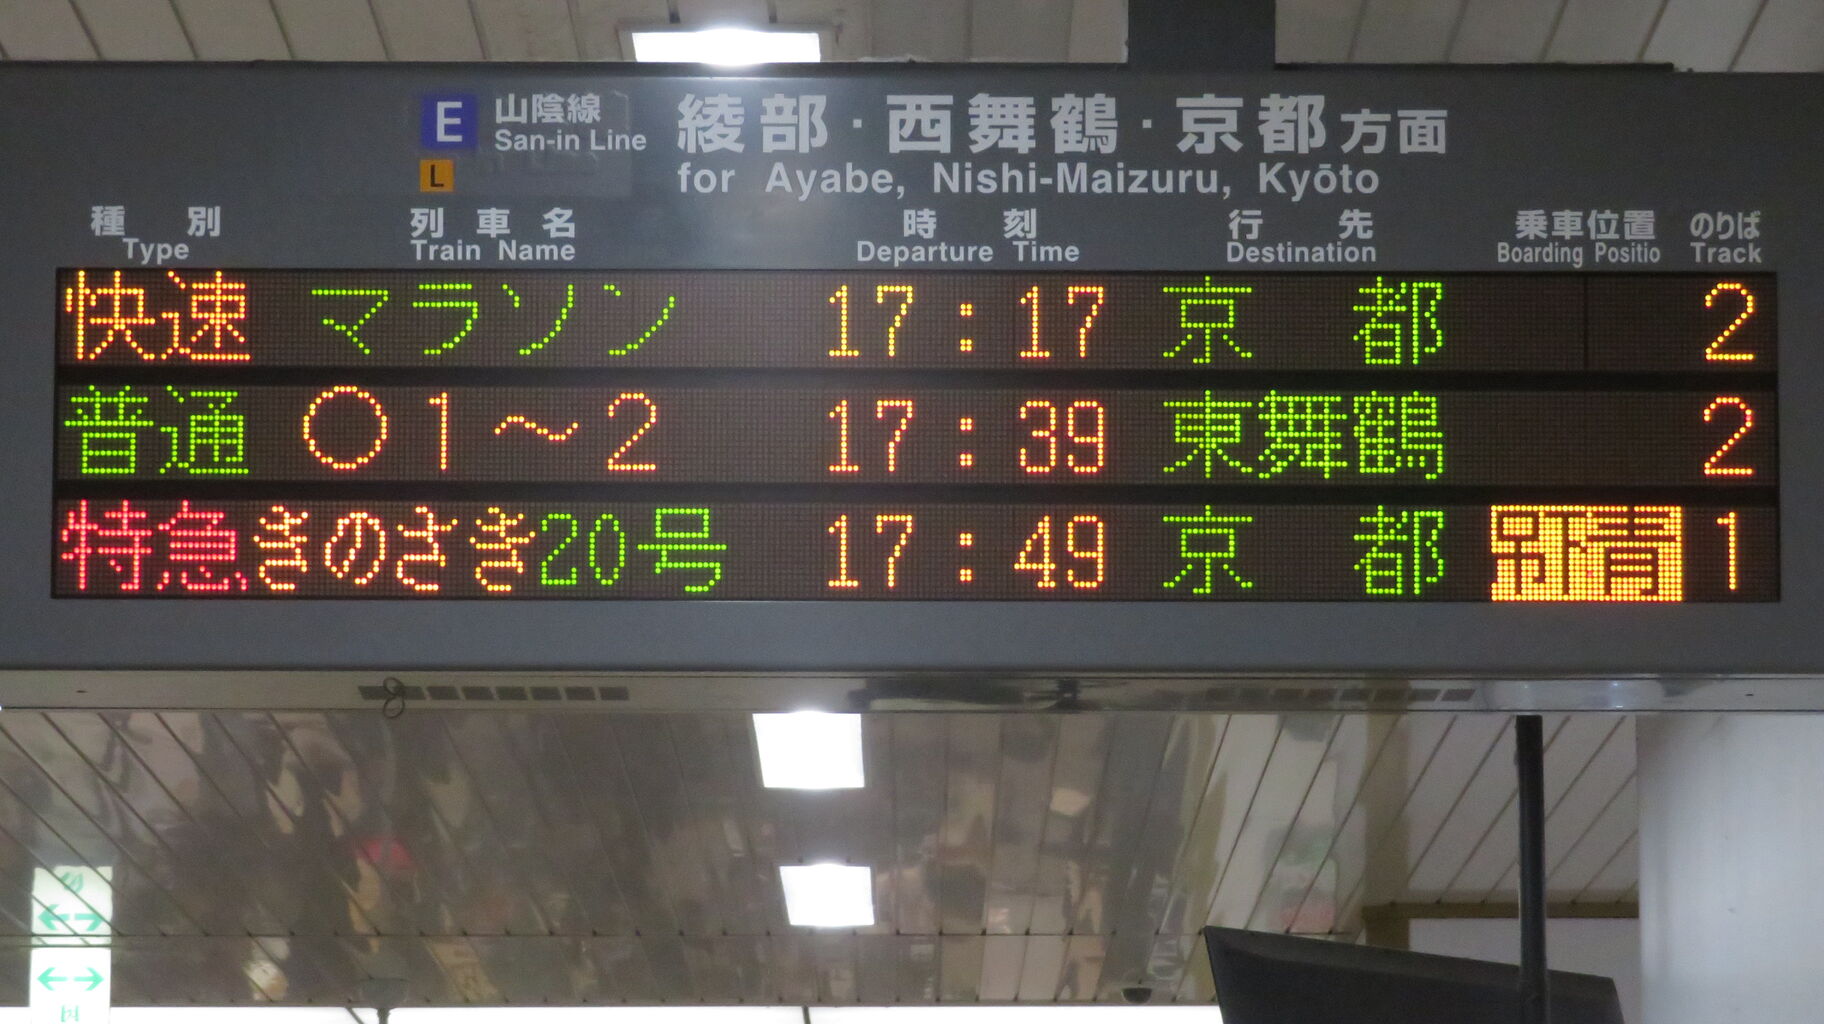 E 山陰線 綾部・西舞鶴・京都方面
San-in Line
L for Ayabe, Nishi-Maizuru, Kyōto
種別 列車名 時刻 行先 乗車位置 のりば
Type Train Name Departure Time Destination Boarding Positio Track
快速 マラソン 17:17 京都 2
普通 ○1~2 17:39 東舞鶴 2
特急 きのさき20号 17:49 京都 1